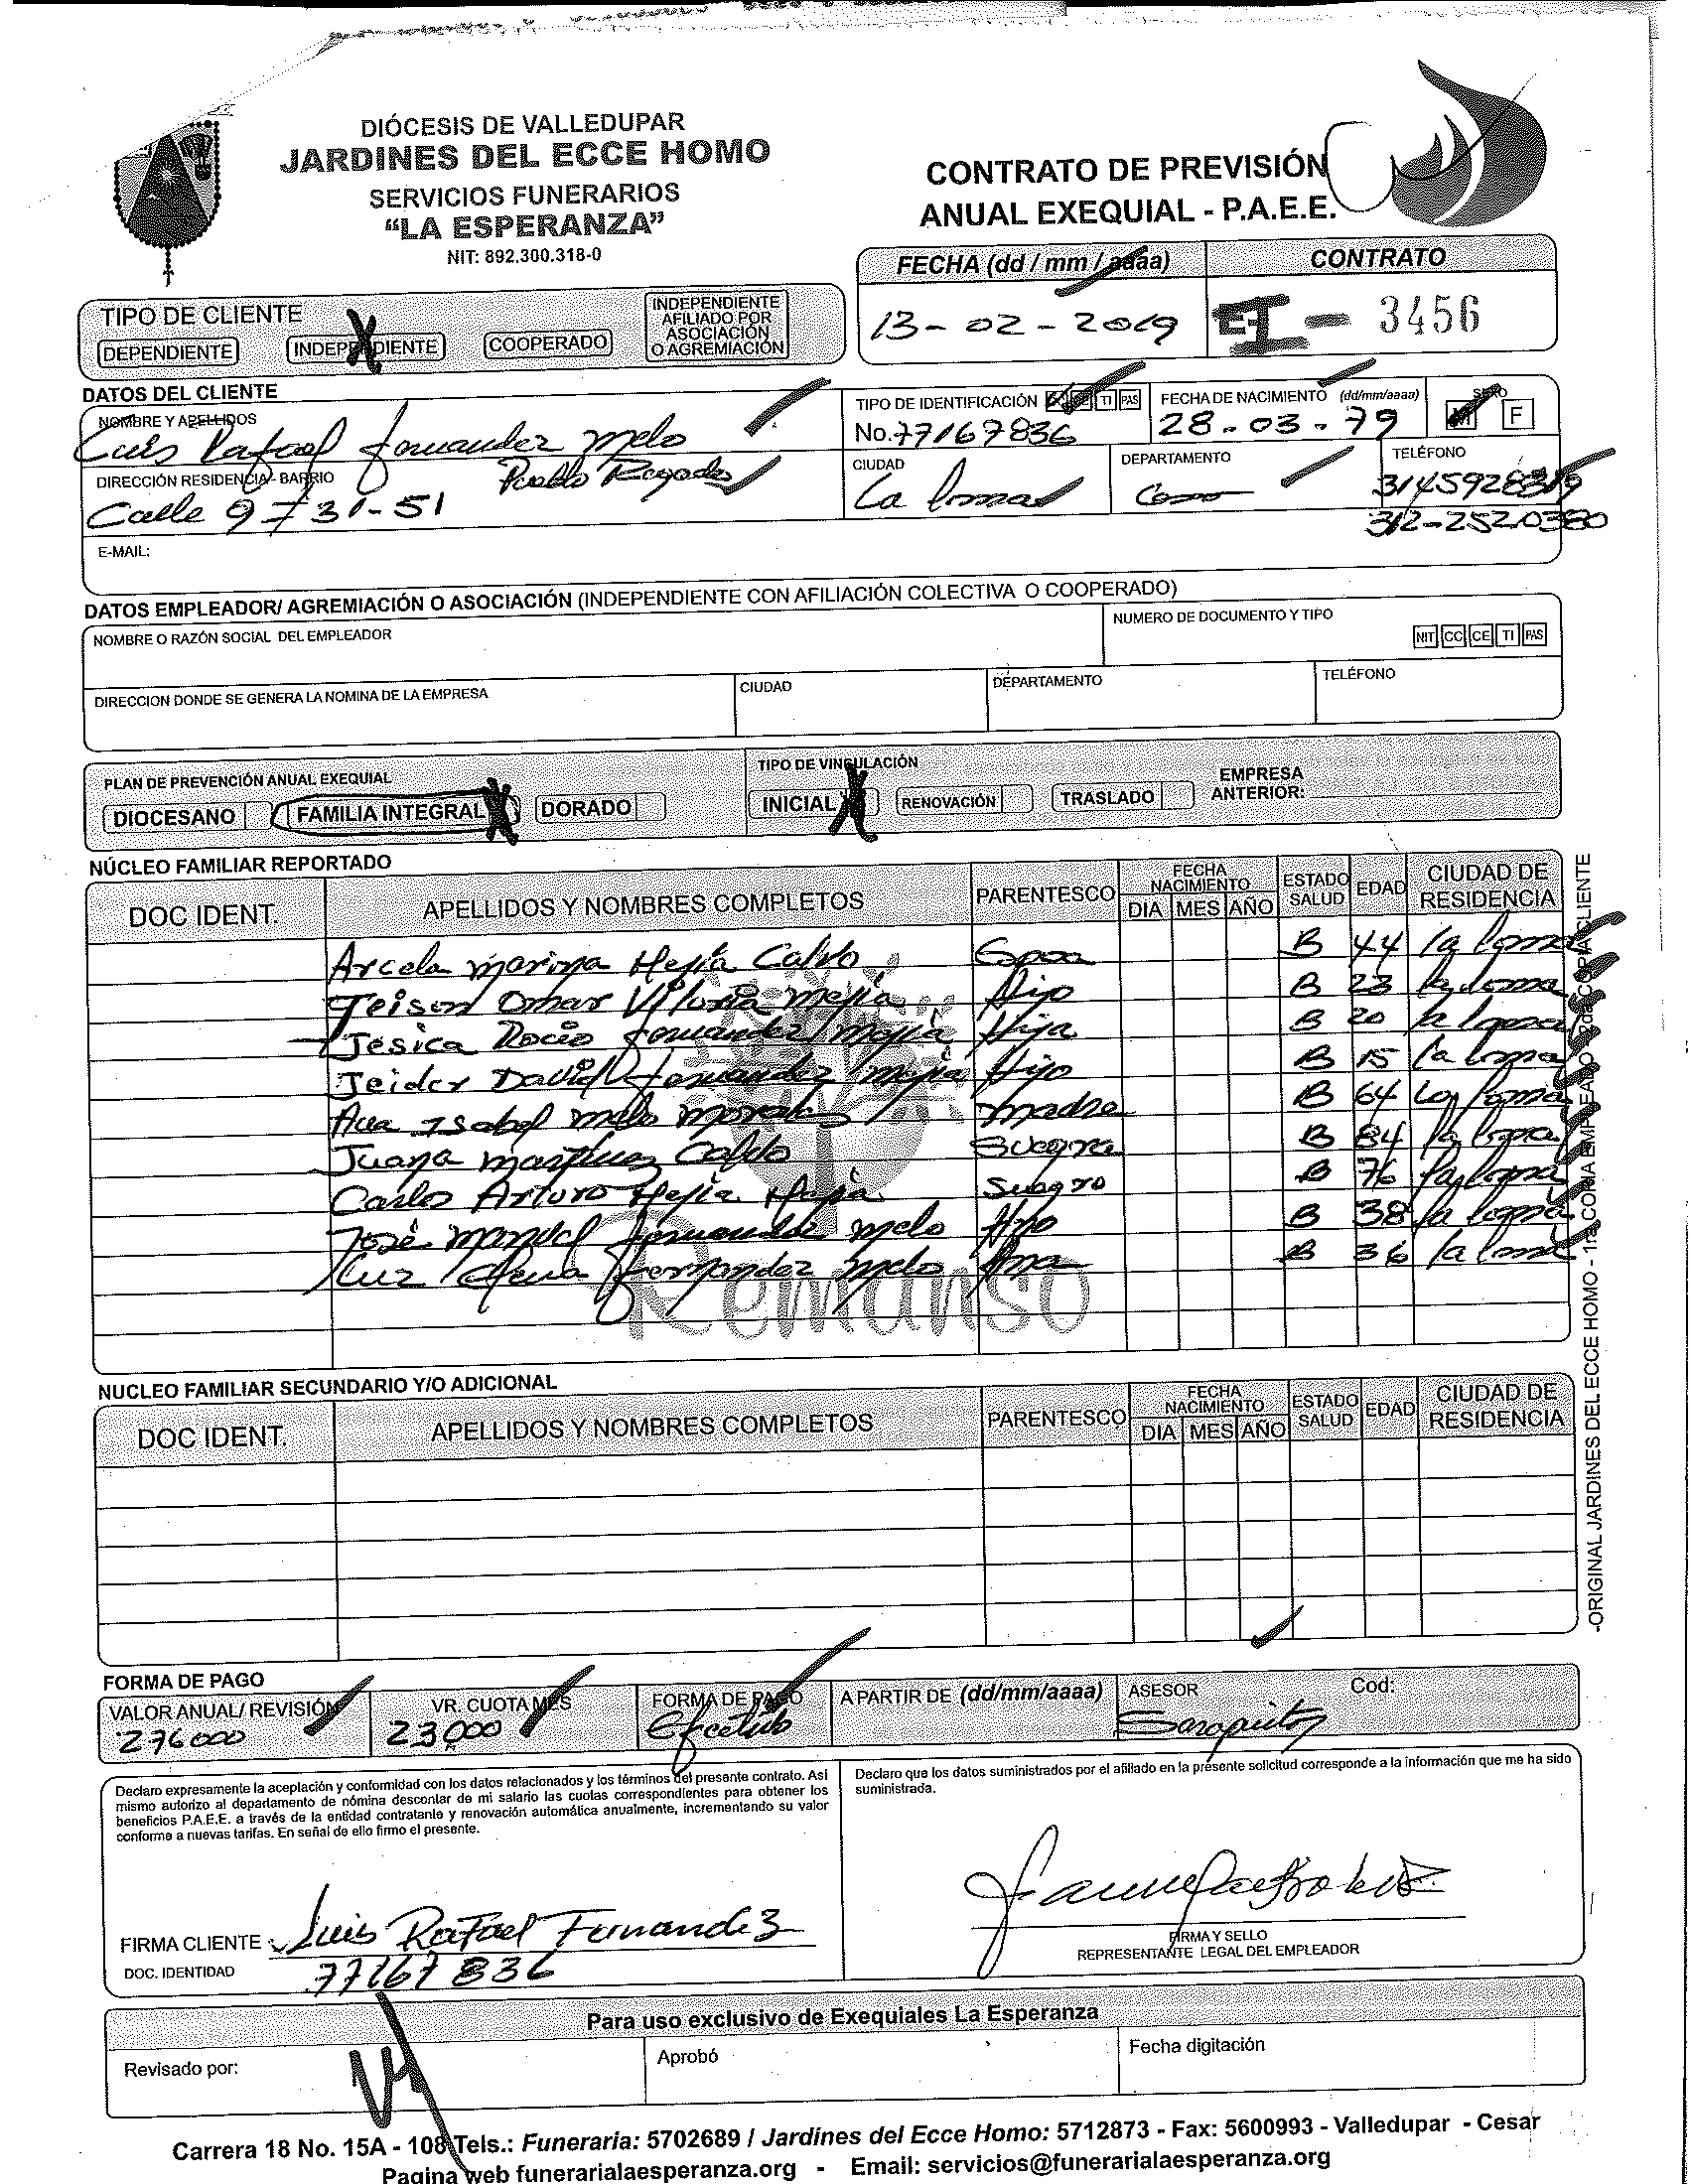 DIÓCESIS DE VALLEDUPAR
JARDINES DEL ECCE HOMO
SERVICIOS FUNERARIOS
“LA ESPERANZA”
NIT: 892.300.318-0
CONTRATO DE PREVISIÓN
ANUAL EXEQUIAL - P.A.E.E.
FECHA (dd / mm / aaaa) CONTRATO
13-02-2019 EI - 3456
TIPO DE CLIENTE
DEPENDIENTE INDEPENDIENTE X COOPERADO INDEPENDIENTE AFILIADO POR ASOCIACIÓN O AGREMIACIÓN
DATOS DEL CLIENTE
NOMBRE Y APELLIDOS TIPO DE IDENTIFICACIÓN CC CE TI PAS FECHA DE NACIMIENTO (dd/mm/aaaa) SEXO
Luis Rafael Fernandez melo No. 77167836 28-03-79 M F
DIRECCIÓN RESIDENCIA - BARRIO Pueblo Regado CIUDAD DEPARTAMENTO TELÉFONO
Calle 9 # 31-51 La Loma Cesar
312-2520380
E-MAIL:
DATOS EMPLEADOR/ AGREMIACIÓN O ASOCIACIÓN (INDEPENDIENTE CON AFILIACIÓN COLECTIVA O COOPERADO)
NOMBRE O RAZÓN SOCIAL DEL EMPLEADOR NUMERO DE DOCUMENTO Y TIPO NIT CC CE TI PAS
DIRECCION DONDE SE GENERA LA NOMINA DE LA EMPRESA CIUDAD DEPARTAMENTO TELÉFONO
PLAN DE PREVENCIÓN ANUAL EXEQUIAL TIPO DE VINCULACIÓN
DIOCESANO FAMILIA INTEGRAL X DORADO INICIAL X RENOVACIÓN TRASLADO EMPRESA ANTERIOR:
NÚCLEO FAMILIAR REPORTADO
DOC IDENT. APELLIDOS Y NOMBRES COMPLETOS PARENTESCO FECHA NACIMIENTO DIA MES AÑO ESTADO SALUD EDAD CIUDAD DE RESIDENCIA
Arcela marina Mejia Calvo Espoa B 44 la loma
Jeison Omar Viloria mejia Hijo B 23 la loma
Jesica Rocio Fernandez Mejia Hija B 20 la loma
Jeider David Fernandez mejia Hijo B 15 la loma
Ana Isabel melo morales madre B 64 La loma
Juana martinez Calvo Suegra B 84 la loma
Carlos Arturo Mejia Mejia Suegro B 76 la loma
José manuel Fernandez melo Hno B 38 la loma
Luz Elena Fernandez melo Hna B 36 la loma
Remanso
NUCLEO FAMILIAR SECUNDARIO Y/O ADICIONAL
DOC IDENT. APELLIDOS Y NOMBRES COMPLETOS PARENTESCO FECHA NACIMIENTO DIA MES AÑO ESTADO SALUD EDAD CIUDAD DE RESIDENCIA
FORMA DE PAGO
VALOR ANUAL/ REVISIÓN VR. CUOTA MES FORMA DE PAGO A PARTIR DE (dd/mm/aaaa) ASESOR Cod:
276000 23,000 Efectivo
Declaro expresamente la aceptación y conformidad con los datos relacionados y los términos del presente contrato. Asi
mismo autorizo al departamento de nómina descontar de mi salario las cuotas correspondientes para obtener los
beneficios P.A.E.E. a través de la entidad contratante y renovación automática anualmente, incrementando su valor
conforme a nuevas tarifas. En señal de ello firmo el presente.
Declaro que los datos suministrados por el afiliado en la presente solicitud corresponde a la información que me ha sido
suministrada.
FIRMA CLIENTE Luis Rafael Fernandez
DOC. IDENTIDAD 77167836
FIRMA Y SELLO
REPRESENTANTE LEGAL DEL EMPLEADOR
Para uso exclusivo de Exequiales La Esperanza
Revisado por: Aprobó Fecha digitación
Carrera 18 No. 15A - 108 Tels.: Funeraria: 5702689 / Jardines del Ecce Homo: 5712873 - Fax: 5600993 - Valledupar - Cesar
Pagina web funerarialaesperanza.org - Email: servicios@funerarialaesperanza.org